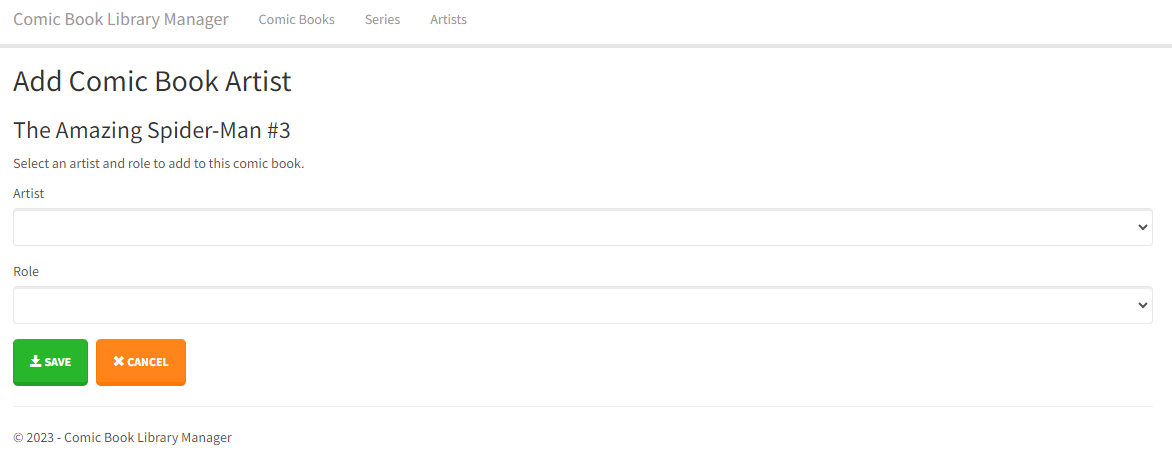 Comic Book Library Manager Comic Books Series Artists
Add Comic Book Artist
The Amazing Spider-Man #3
Select an artist and role to add to this comic book.
Artist
Role
SAVE CANCEL
© 2023 - Comic Book Library Manager